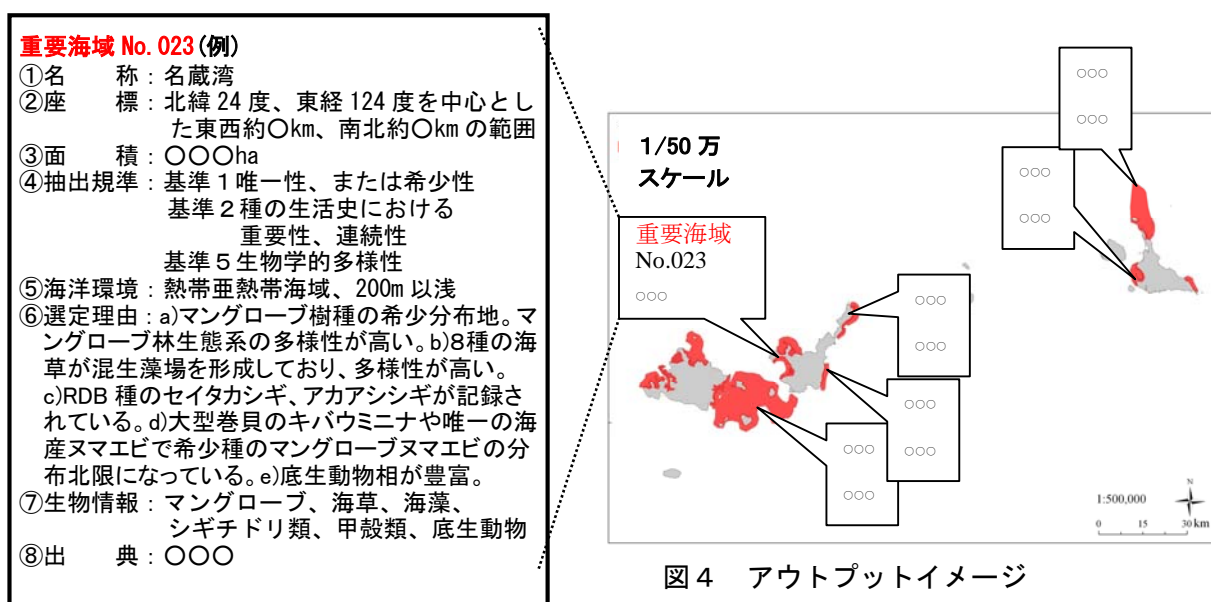 重要海域 No.023(例)
①名　　称：名蔵湾
②座　　標：北緯 24 度、東経 124 度を中心とし
た東西約〇km、南北約〇km の範囲
③面　　積：〇〇〇ha
④抽出規準：基準１唯一性、または希少性
基準２種の生活史における
重要性、連続性
基準５生物学的多様性
⑤海洋環境：熱帯亜熱帯海域、200m 以浅
⑥選定理由：a)マングローブ樹種の希少分布地。マ
ングローブ林生態系の多様性が高い。b)8種の海
草が混生藻場を形成しており、多様性が高い。
c)RDB 種のセイタカシギ、アカアシシギが記録さ
れている。d)大型巻貝のキバウミニナや唯一の海
産ヌマエビで希少種のマングローブヌマエビの分
布北限になっている。e)底生動物相が豊富。
⑦生物情報：マングローブ、海草、海藻、
シギチドリ類、甲殻類、底生動物
⑧出　　典：〇〇〇
1/50 万
スケール
重要海域
No.023
○○○
○○○
○○○
○○○
○○○
○○○
○○○
○○○
○○○
○○○
○○○
N
1:500,000
0 15 30 km
図４　アウトプットイメージ